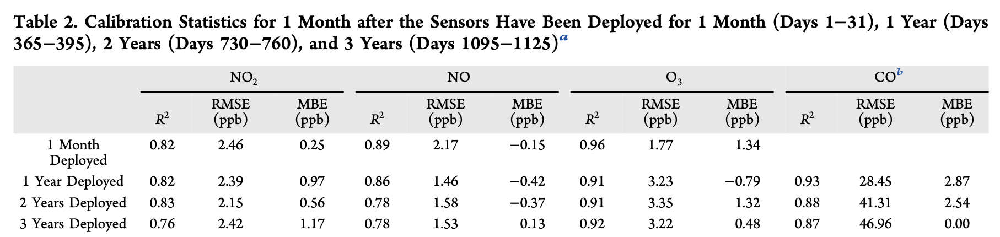 Table 2. Calibration Statistics for 1 Month after the Sensors Have Been Deployed for 1 Month (Days 1−31), 1 Year (Days
365−395), 2 Years (Days 730−760), and 3 Years (Days 1095−1125)a
NO2 NO O3 COb
R2 RMSE (ppb) MBE (ppb) R2 RMSE (ppb) MBE (ppb) R2 RMSE (ppb) MBE (ppb) R2 RMSE (ppb) MBE (ppb)
1 Month Deployed 0.82 2.46 0.25 0.89 2.17 −0.15 0.96 1.77 1.34
1 Year Deployed 0.82 2.39 0.97 0.86 1.46 −0.42 0.91 3.23 −0.79 0.93 28.45 2.87
2 Years Deployed 0.83 2.15 0.56 0.78 1.58 −0.37 0.91 3.35 1.32 0.88 41.31 2.54
3 Years Deployed 0.76 2.42 1.17 0.78 1.53 0.13 0.92 3.22 0.48 0.87 46.96 0.00